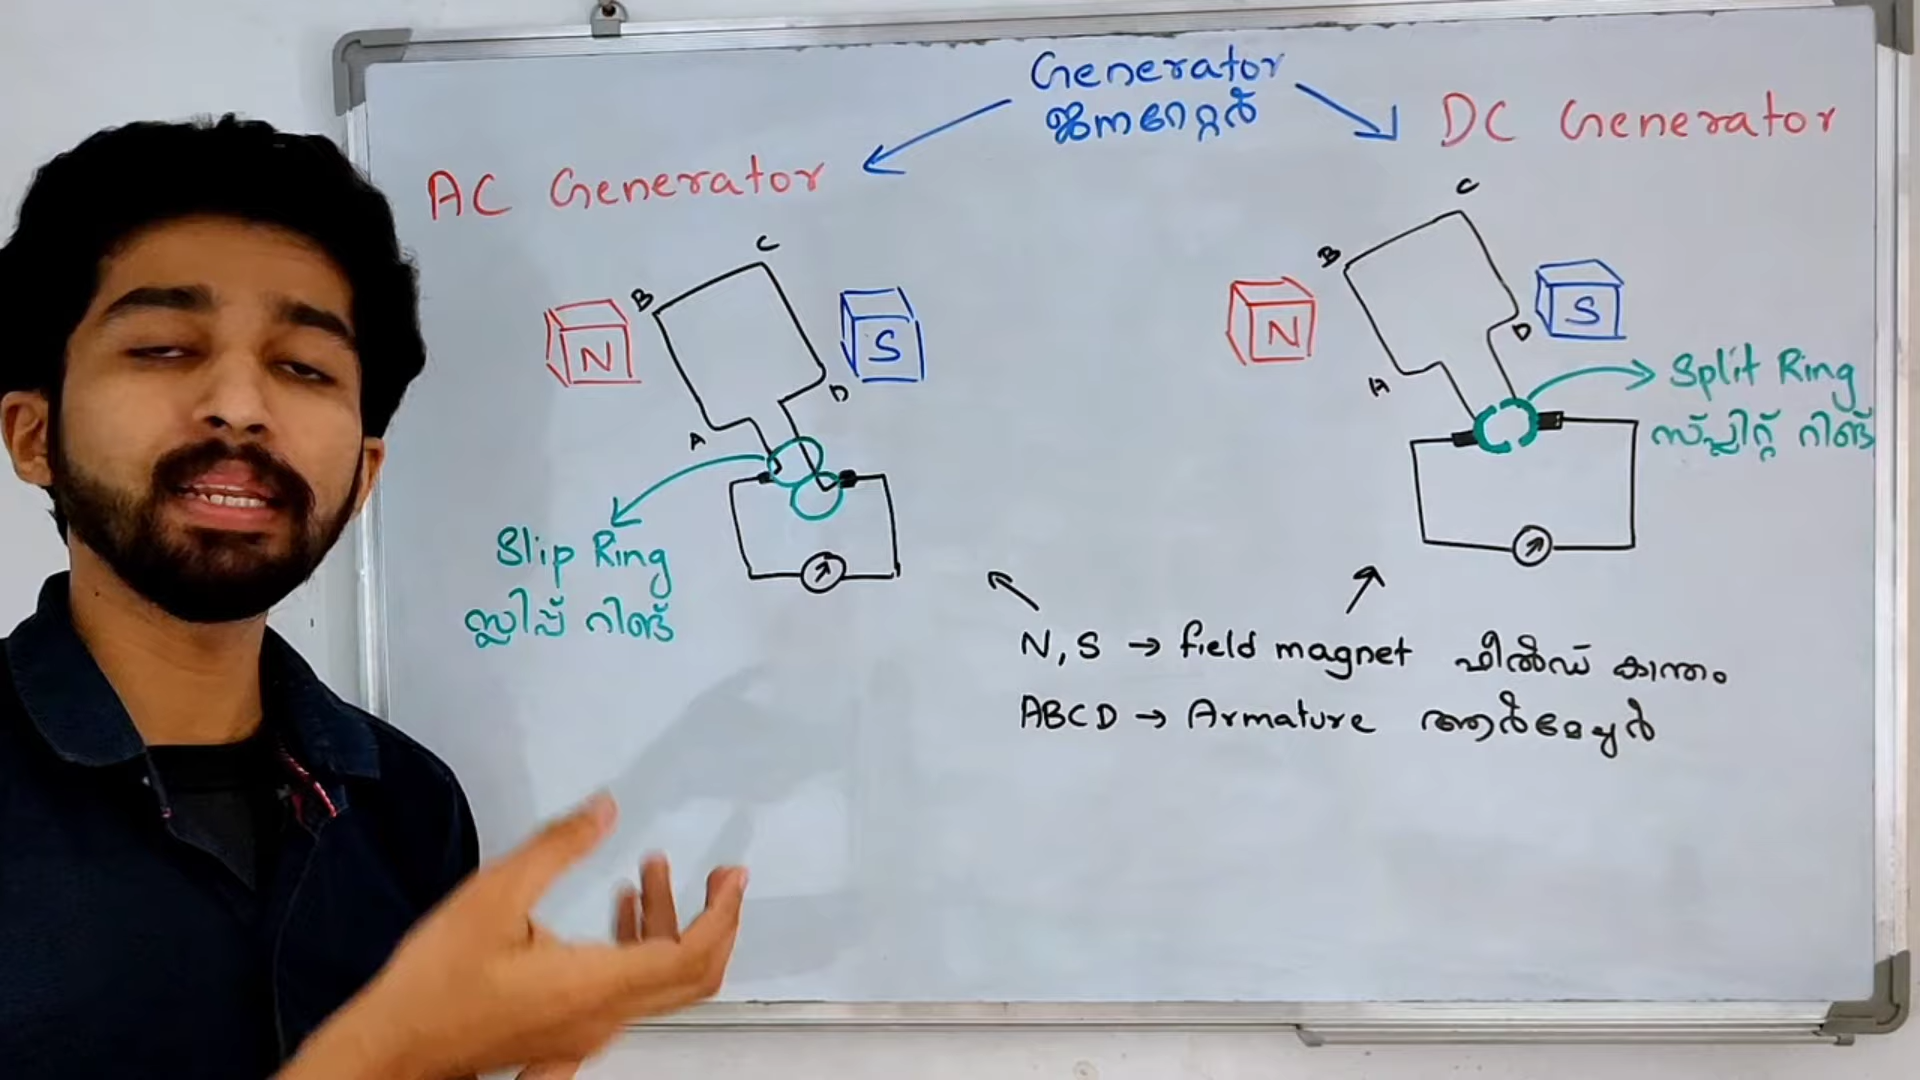 Generator
ജനറേറ്റർ
AC Generator
DC Generator
C
B
N
S
D
A
Slip Ring
സ്ലിപ്പ് റിങ്ങ്
C
B
N
S
D
A
Split Ring
സ്പ്ലിറ്റ് റിങ്ങ്
N, S → field magnet ഫീൽഡ് കാന്തം
ABCD → Armature ആർമേച്ചർ